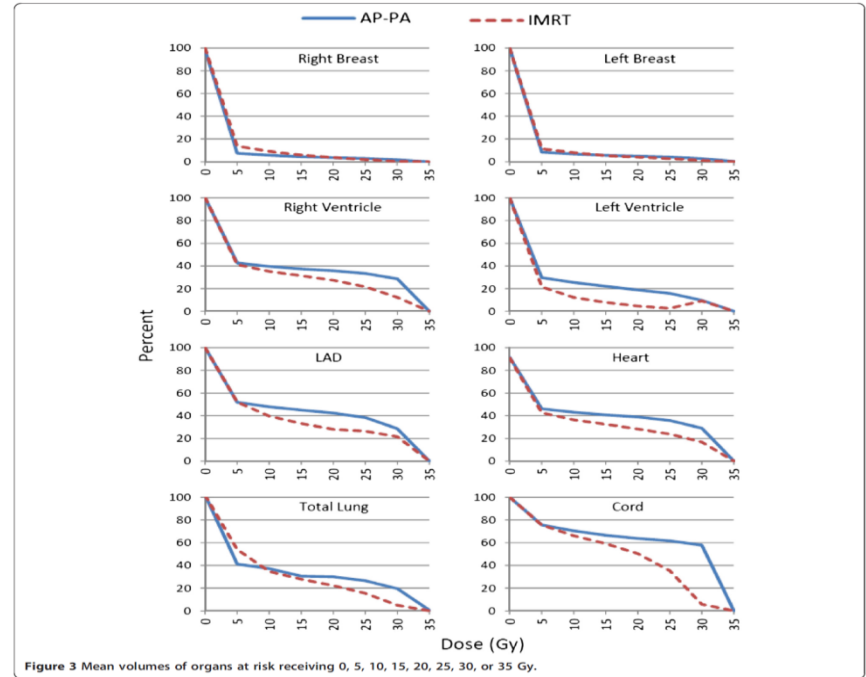 AP-PA IMRT
Right Breast
100
80
60
40
20
0
0 5 10 15 20 25 30 35
Left Breast
100
80
60
40
20
0
0 5 10 15 20 25 30 35
Right Ventricle
100
80
60
40
20
0
0 5 10 15 20 25 30 35
Left Ventricle
100
80
60
40
20
0
0 5 10 15 20 25 30 35
Percent
LAD
100
80
60
40
20
0
0 5 10 15 20 25 30 35
Heart
100
80
60
40
20
0
0 5 10 15 20 25 30 35
Total Lung
100
80
60
40
20
0
0 5 10 15 20 25 30 35
Cord
100
80
60
40
20
0
0 5 10 15 20 25 30 35
Dose (Gy)
Figure 3 Mean volumes of organs at risk receiving 0, 5, 10, 15, 20, 25, 30, or 35 Gy.